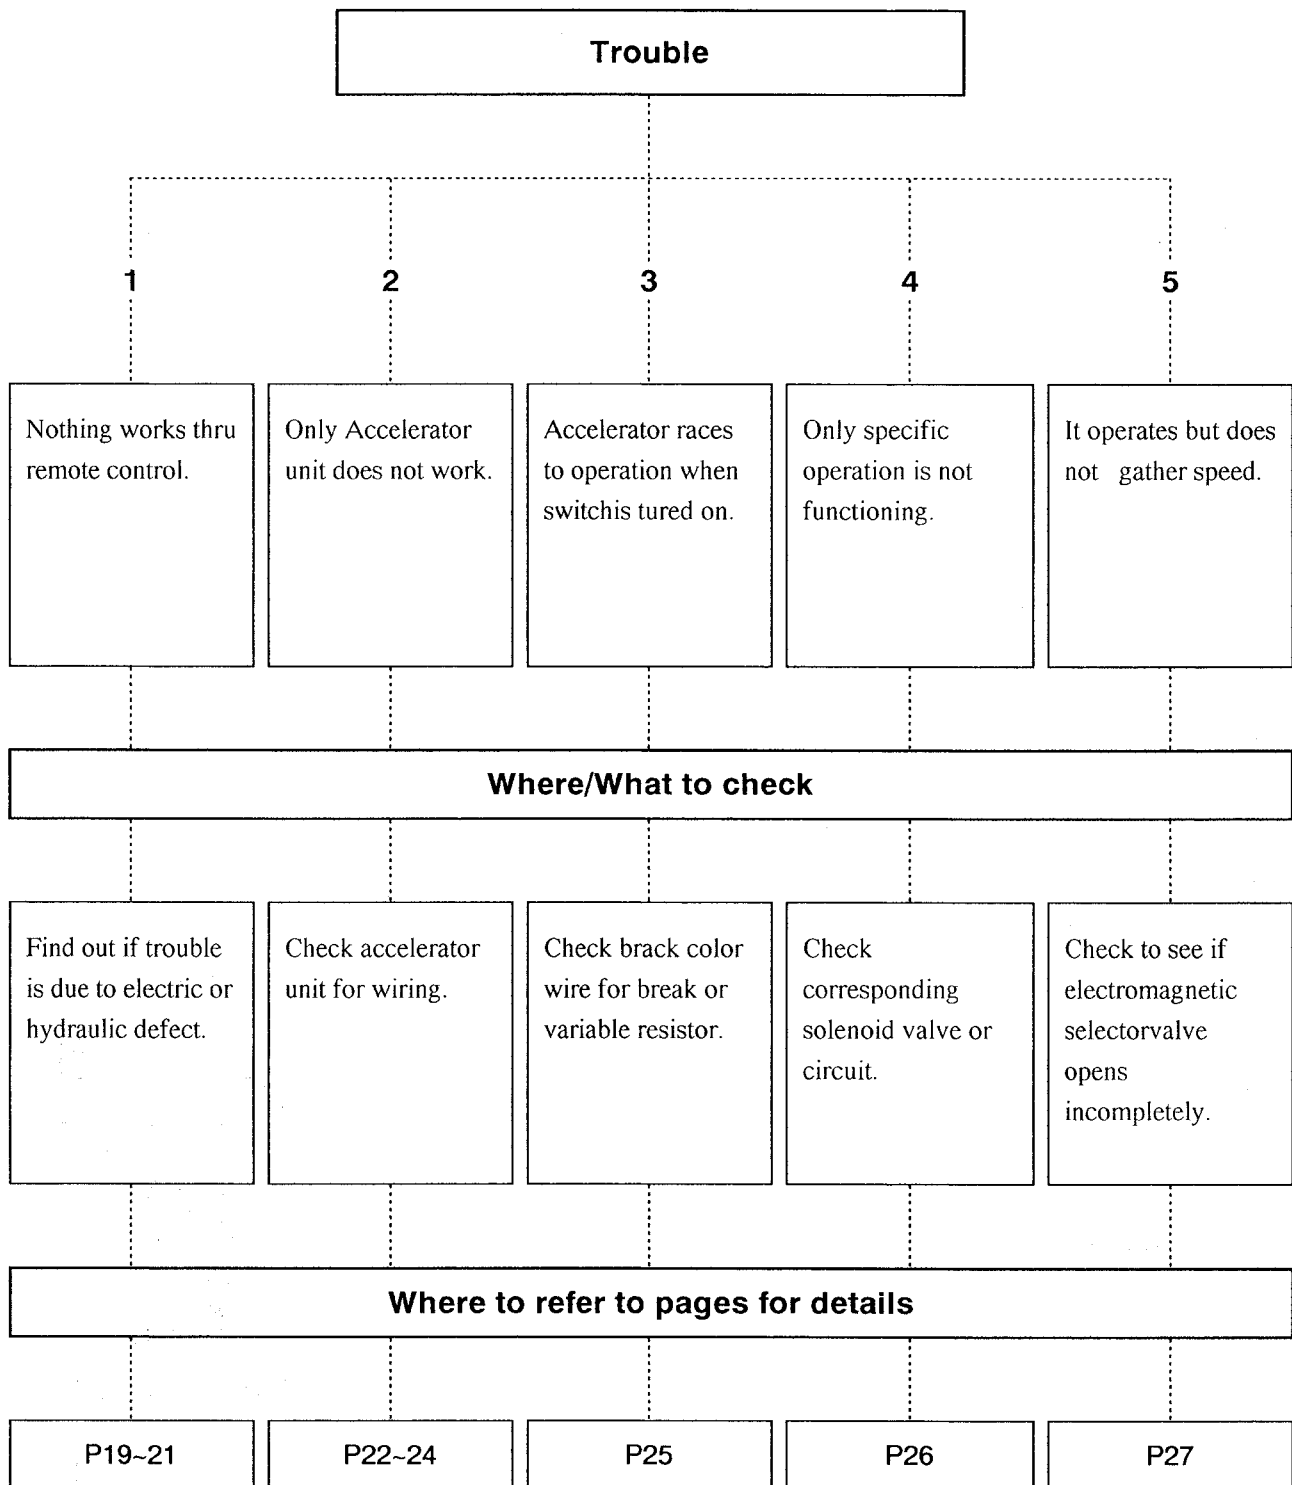 Trouble
1
2
3
4
5
Nothing works thru
remote control.
Only Accelerator
unit does not work.
Accelerator races
to operation when
switchis tured on.
Only specific
operation is not
functioning.
It operates but does
not gather speed.
Where/What to check
Find out if trouble
is due to electric or
hydraulic defect.
Check accelerator
unit for wiring.
Check brack color
wire for break or
variable resistor.
Check
corresponding
solenoid valve or
circuit.
Check to see if
electromagnetic
selectorvalve
opens
incompletely.
Where to refer to pages for details
P19~21
P22~24
P25
P26
P27